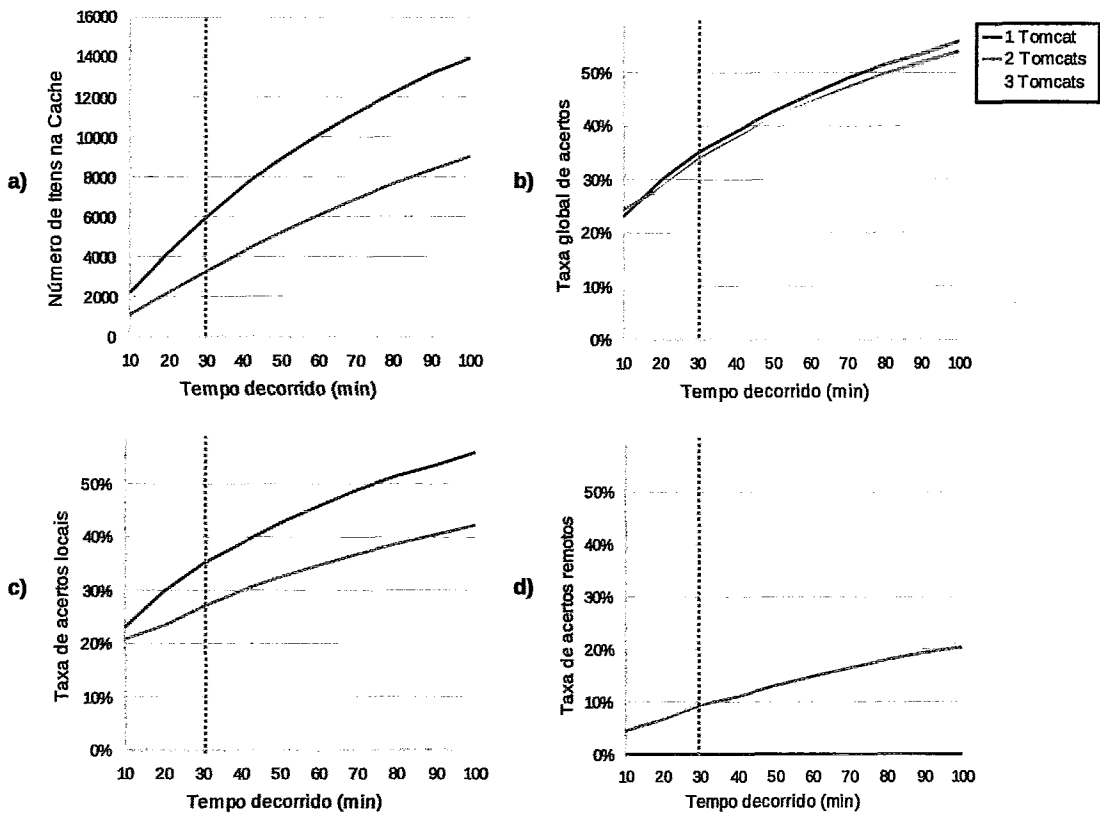 a)
Número de Itens na Cache
16000
14000
12000
10000
8000
6000
4000
2000
0
10 20 30 40 50 60 70 80 90 100
Tempo decorrido (min)
b)
Taxa global de acertos
50%
40%
30%
20%
10%
0%
10 20 30 40 50 60 70 80 90 100
Tempo decorrido (min)
1 Tomcat
2 Tomcats
3 Tomcats
c)
Taxa de acertos locais
50%
40%
30%
20%
10%
0%
10 20 30 40 50 60 70 80 90 100
Tempo decorrido (min)
d)
Taxa de acertos remotos
50%
40%
30%
20%
10%
0%
10 20 30 40 50 60 70 80 90 100
Tempo decorrido (min)